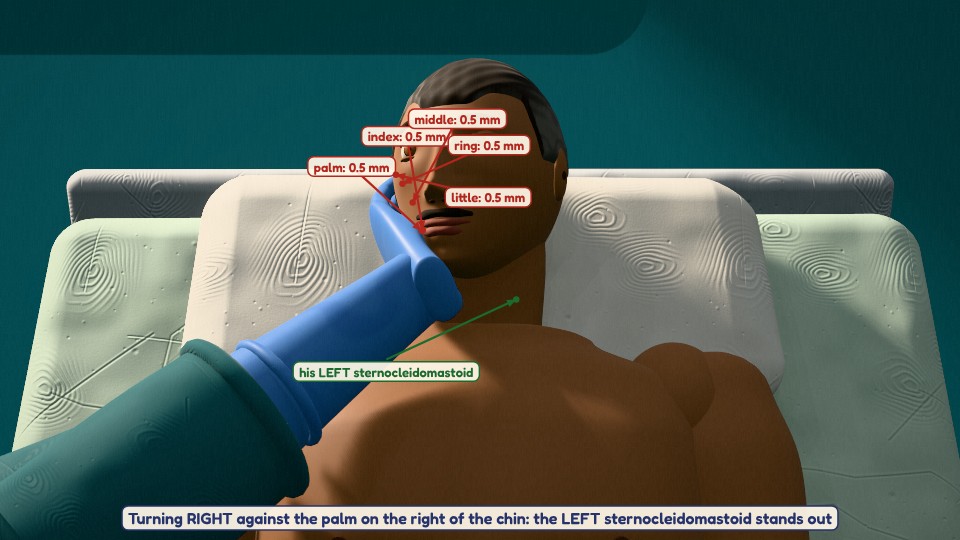 middle: 0.5 mm
index: 0.5 mm
ring: 0.5 mm
palm: 0.5 mm
little: 0.5 mm
his LEFT sternocleidomastoid
Turning RIGHT against the palm on the right of the chin: the LEFT sternocleidomastoid stands out